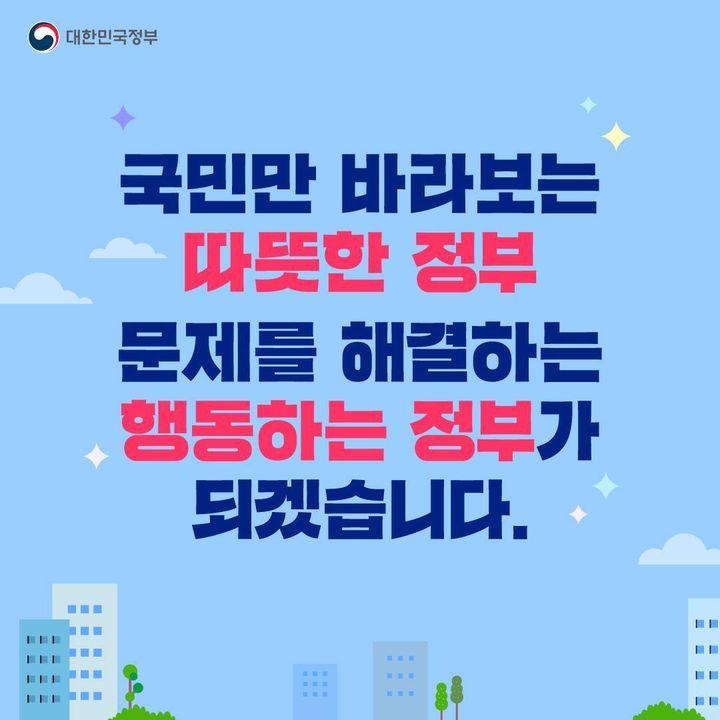 대한민국정부
국민만 바라보는
따뜻한 정부
문제를 해결하는
행동하는 정부가
되겠습니다.